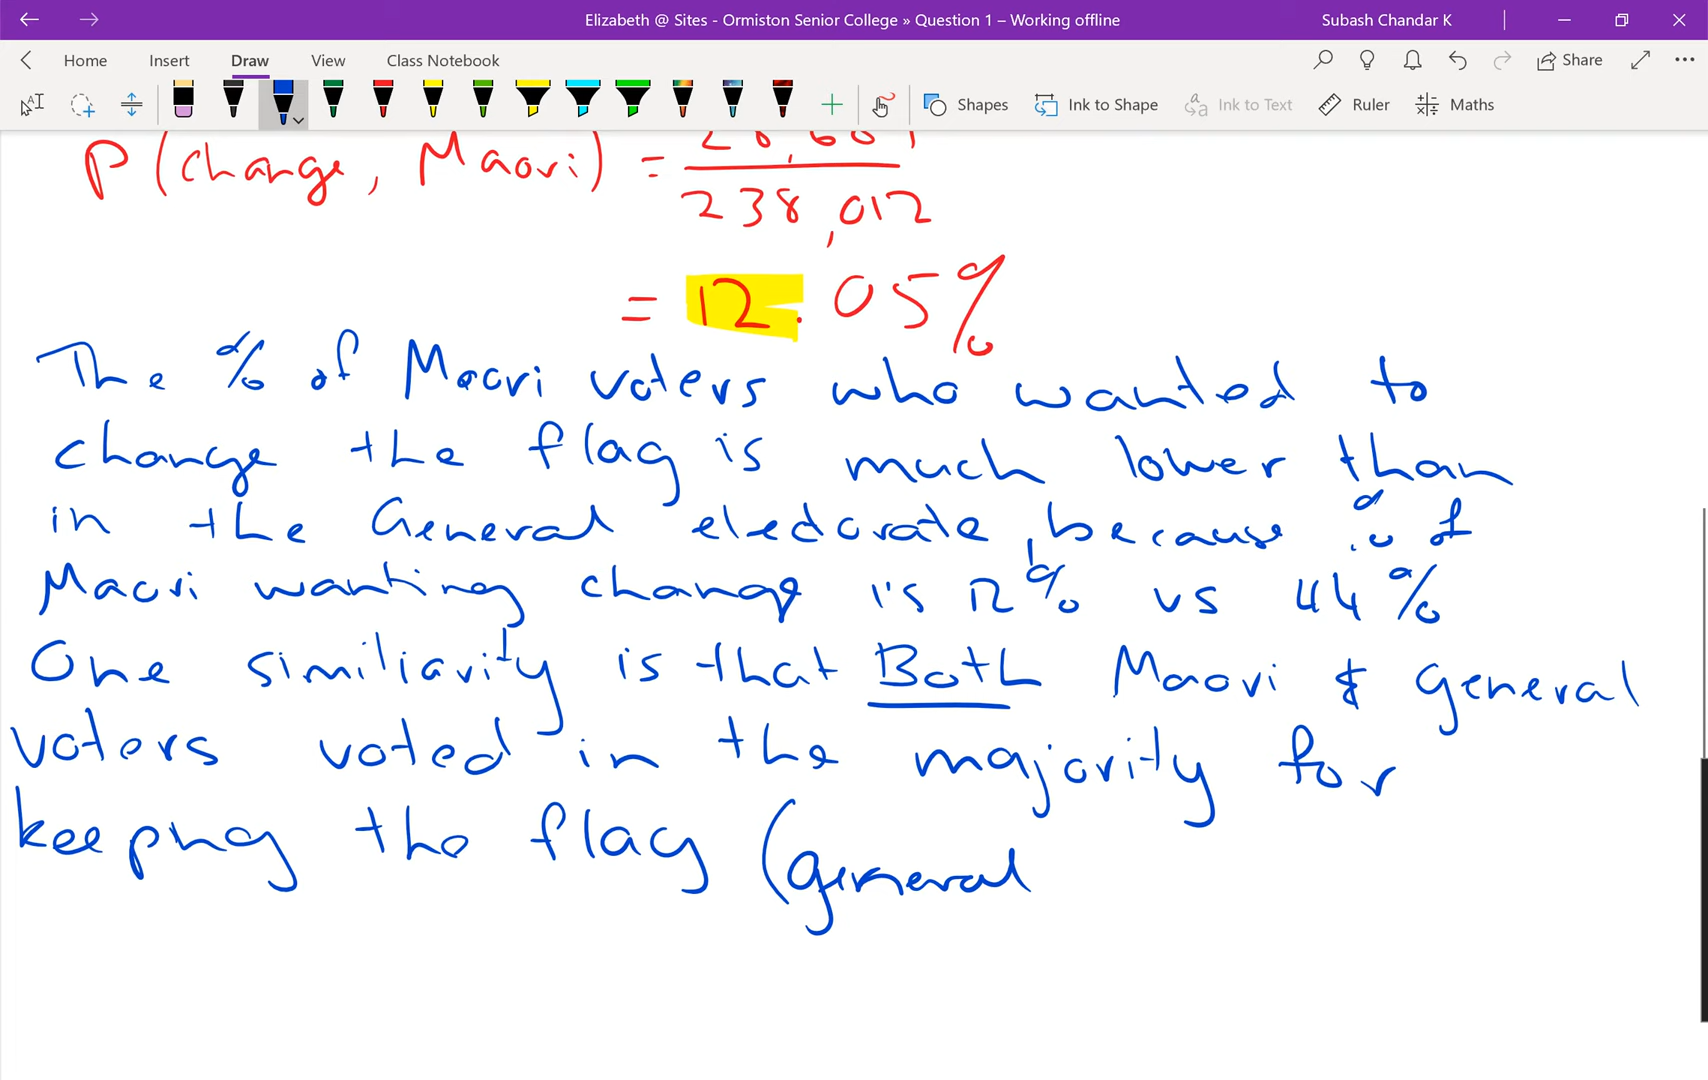 Elizabeth @ Sites - Ormiston Senior College » Question 1 – Working offline
Subash Chandar K
Home Insert Draw View Class Notebook
Share
Shapes Ink to Shape Ink to Text Ruler Maths
P (change, Maori) =
238,012
= 12.05%
The % of Maori voters who wanted to
change the flag is much lower than
in the General electorate, because % of
Maori wanting change is 12% vs 44%
One similiarity is that Both Maori & general
voters voted in the majority for
keeping the flag (general